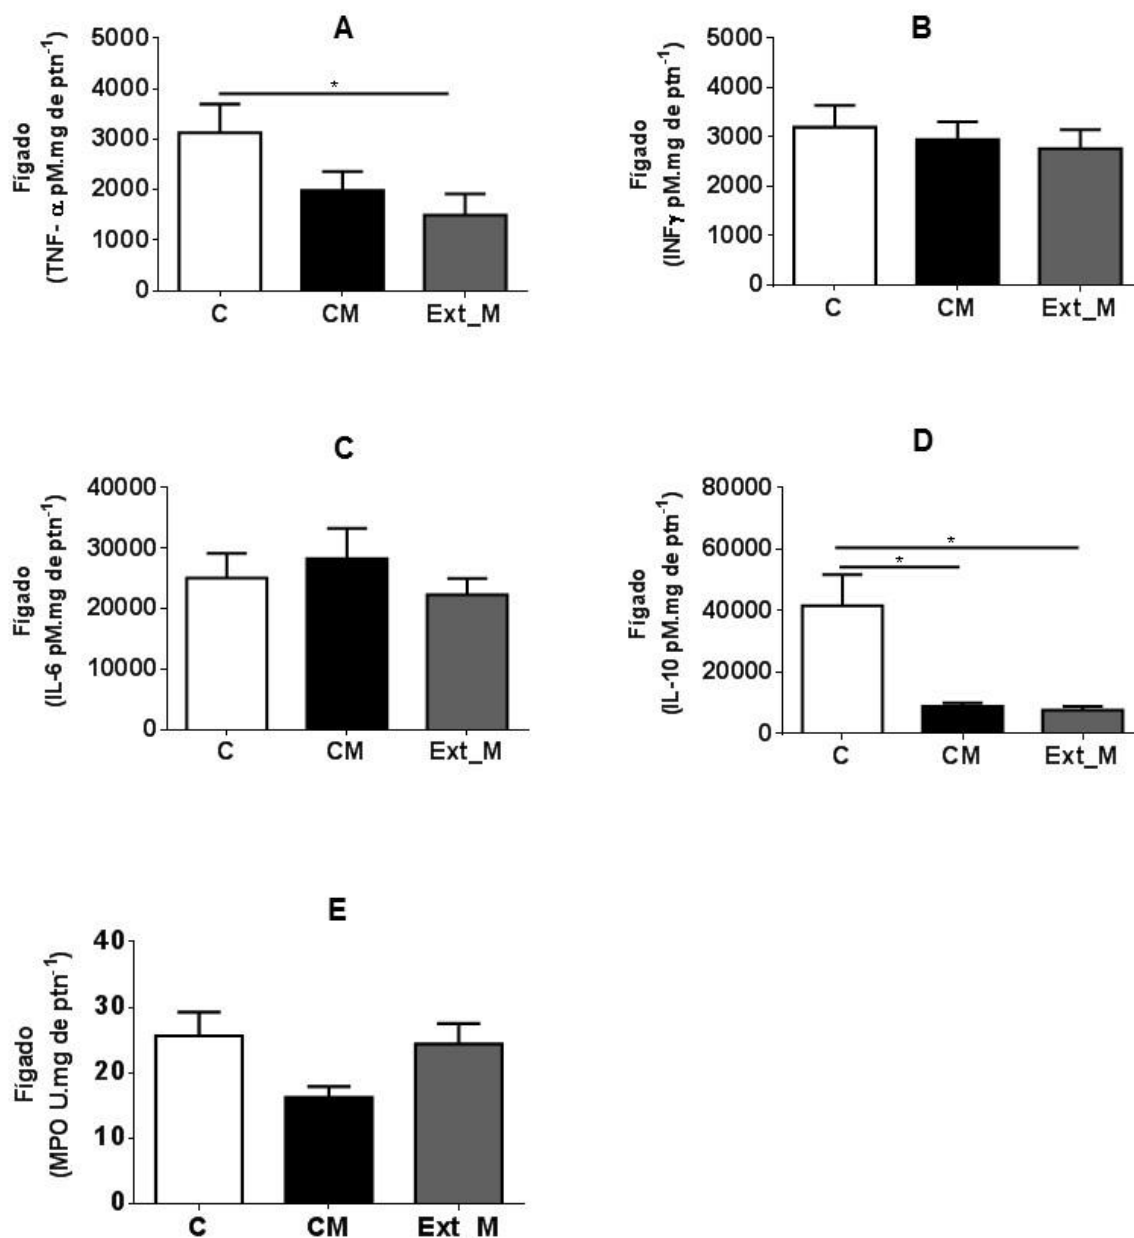 A
Fígado
(TNF- α pM.mg de ptn⁻¹)
5000
4000
3000
2000
1000
0
*
C CM Ext_M
B
Fígado
(INFγ pM.mg de ptn⁻¹)
5000
4000
3000
2000
1000
0
C CM Ext_M
C
Fígado
(IL-6 pM.mg de ptn⁻¹)
40000
30000
20000
10000
0
C CM Ext_M
D
Fígado
(IL-10 pM.mg de ptn⁻¹)
80000
60000
40000
20000
0
*
*
C CM Ext_M
E
Fígado
(MPO U.mg de ptn⁻¹)
40
30
20
10
0
C CM Ext M